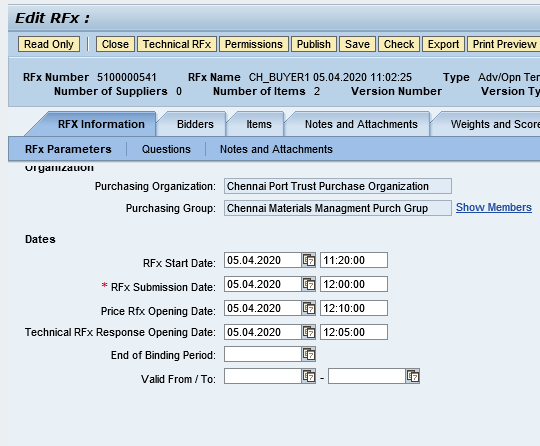 Edit RFx :
Read Only Close Technical RFx Permissions Publish Save Check Export Print Preview
RFx Number 5100000541 RFx Name CH_BUYER1 05.04.2020 11:02:25 Type Adv/Opn Ten
Number of Suppliers 0 Number of Items 2 Version Number Version Ty
RFX Information Bidders Items Notes and Attachments Weights and Score
RFx Parameters Questions Notes and Attachments
Organization
Purchasing Organization: Chennai Port Trust Purchase Organization
Purchasing Group: Chennai Materials Managment Purch Grup Show Members
Dates
RFx Start Date: 05.04.2020 11:20:00
* RFx Submission Date: 05.04.2020 12:00:00
Price Rfx Opening Date: 05.04.2020 12:10:00
Technical RFx Response Opening Date: 05.04.2020 12:05:00
End of Binding Period:
Valid From / To: -